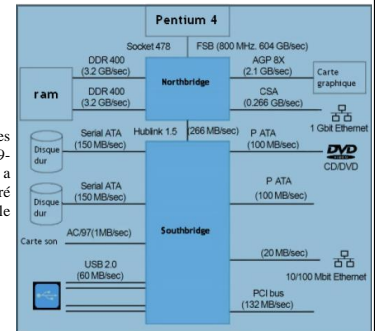 Pentium 4
Socket 478
FSB (800 MHz. 604 GB/sec)
DDR 400
(3.2 GB/sec)
AGP 8X
(2.1 GB/sec)
Carte
graphique
ram
Northbridge
DDR 400
(3.2 GB/sec)
CSA
(0.266 GB/sec)
1 Gbit Ethernet
Serial ATA
(150 MB/sec)
Hublink 1.5
(266 MB/sec)
P ATA
(100 MB/sec)
Disque
dur
DVD
CD/DVD
es
9-
a
ré
le
Serial ATA
(150 MB/sec)
P ATA
(100 MB/sec)
Disque
dur
Southbridge
AC/97(1MB/sec)
Carte son
(20 MB/sec)
10/100 Mbit Ethernet
USB 2.0
(60 MB/sec)
PCI bus
(132 MB/sec)